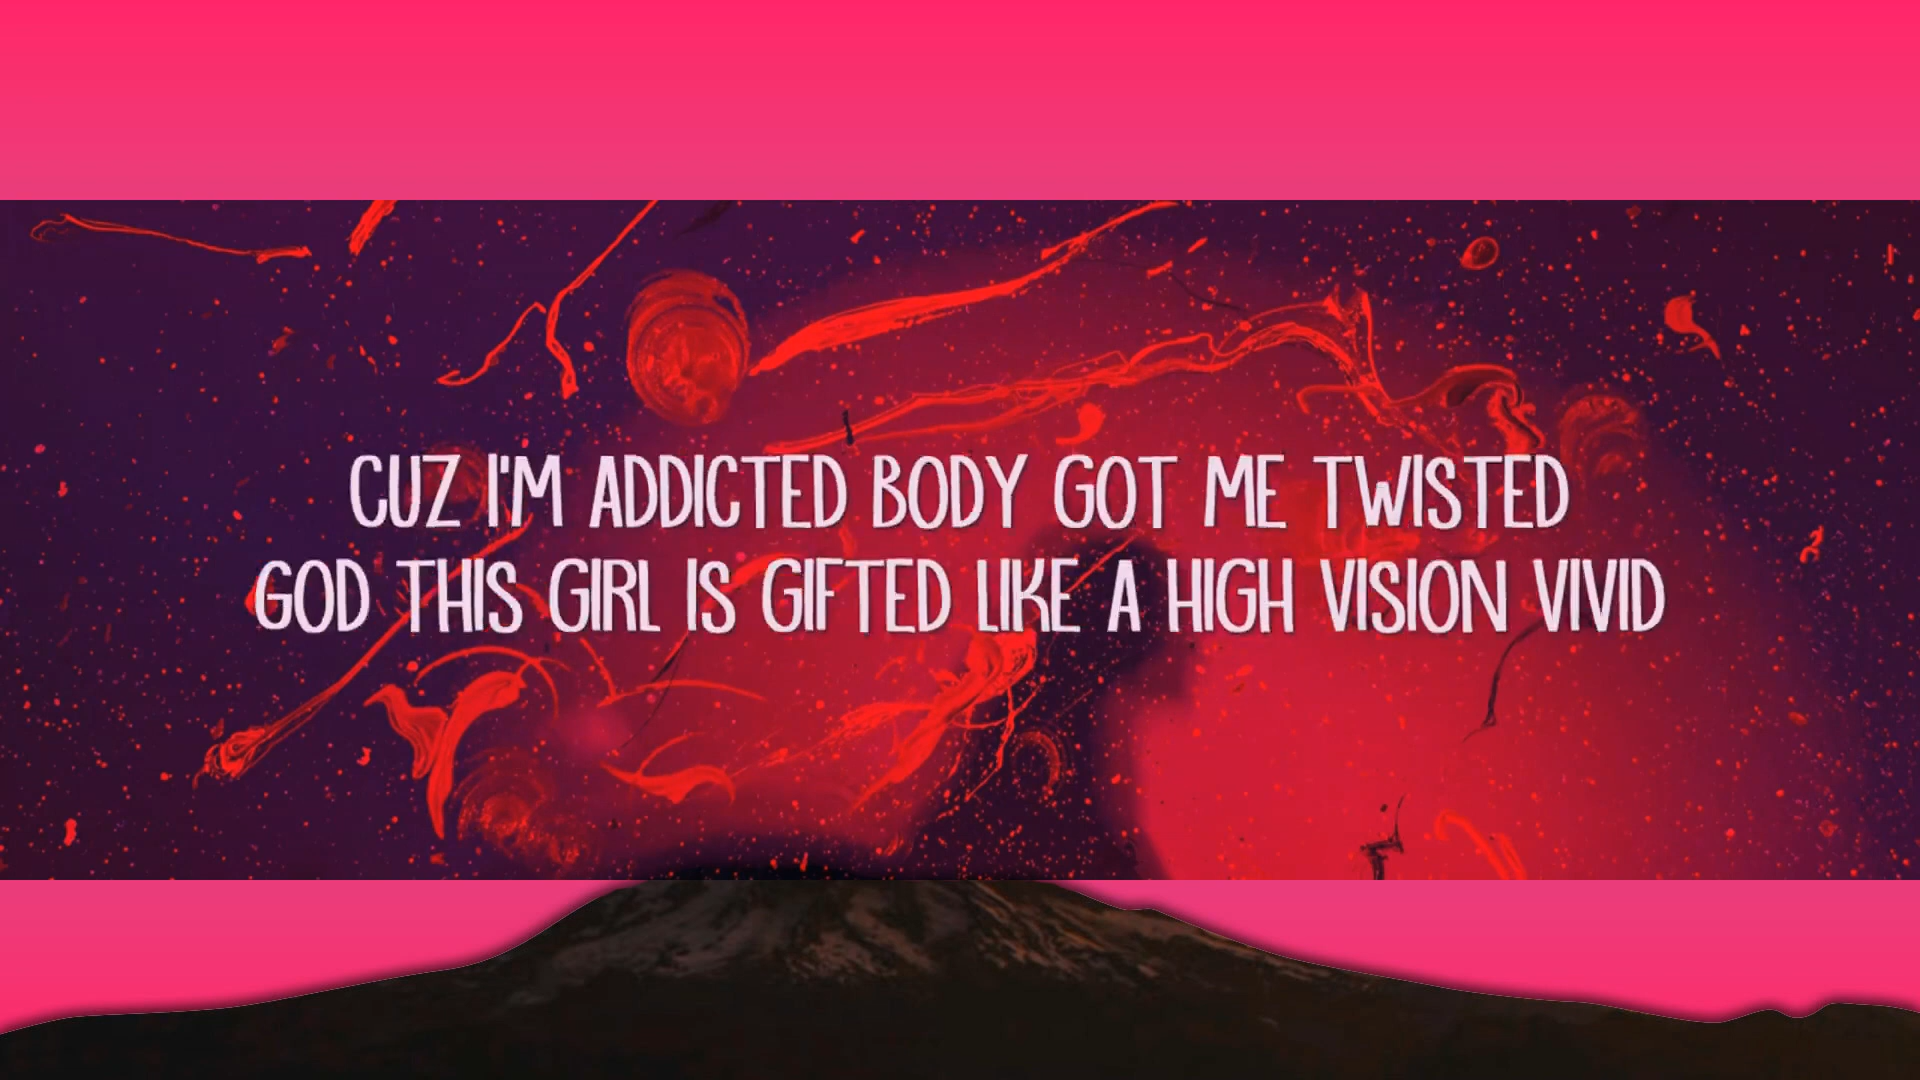 CUZ I'M ADDICTED BODY GOT ME TWISTED
GOD THIS GIRL IS GIFTED LIKE A HIGH VISION VIVID